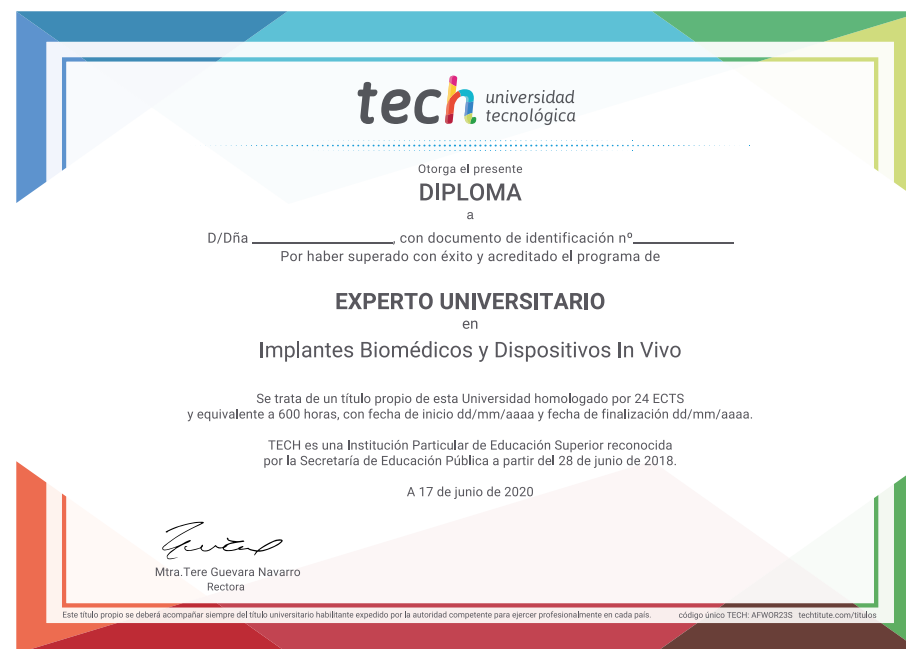 tech universidad
tecnológica
Otorga el presente
DIPLOMA
a
D/Dña ______________, con documento de identificación nº__________
Por haber superado con éxito y acreditado el programa de
EXPERTO UNIVERSITARIO
en
Implantes Biomédicos y Dispositivos In Vivo
Se trata de un título propio de esta Universidad homologado por 24 ECTS
y equivalente a 600 horas, con fecha de inicio dd/mm/aaaa y fecha de finalización dd/mm/aaaa.
TECH es una Institución Particular de Educación Superior reconocida
por la Secretaría de Educación Pública a partir del 28 de junio de 2018.
A 17 de junio de 2020
Mtra.Tere Guevara Navarro
Rectora
Este título propio se deberá acompañar siempre del título universitario habilitante expedido por la autoridad competente para ejercer profesionalmente en cada país. código único TECH: AFWOR23S techtitute.com/titulos